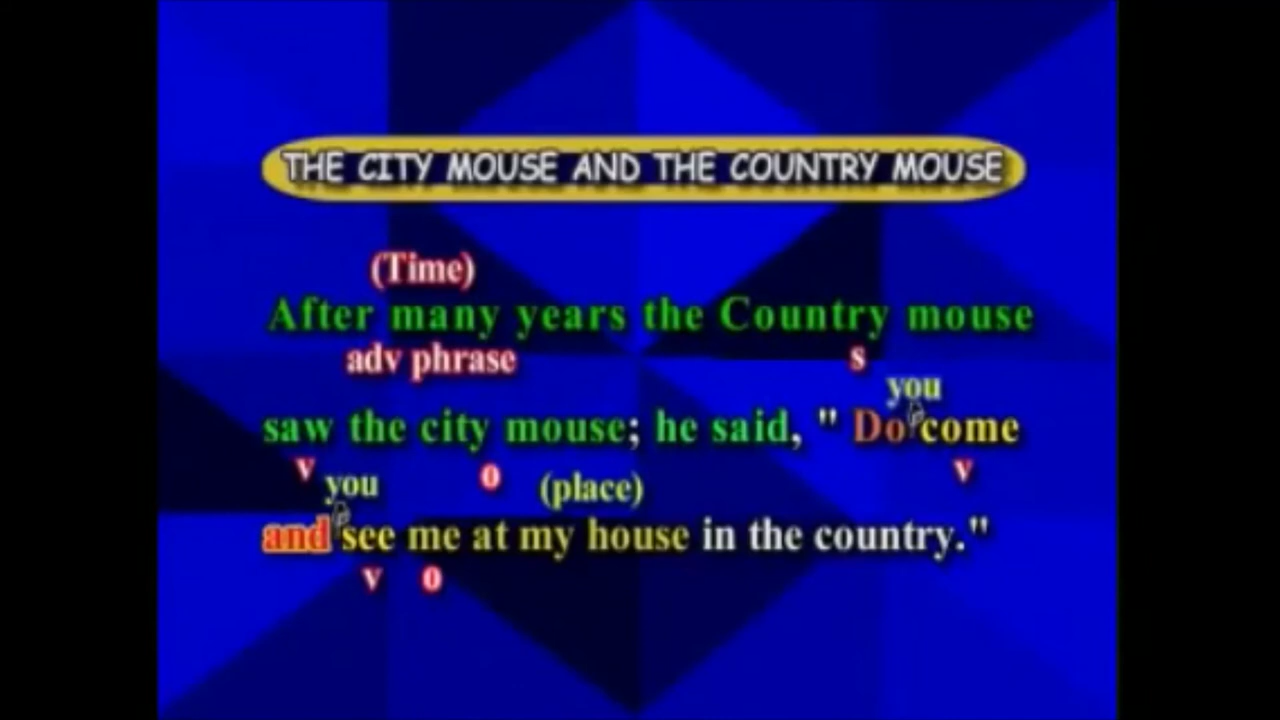 THE CITY MOUSE AND THE COUNTRY MOUSE
(Time)
After many years the Country mouse
adv phrase s
you
saw the city mouse; he said, " Do come
v o v
you (place)
and see me at my house in the country."
v o